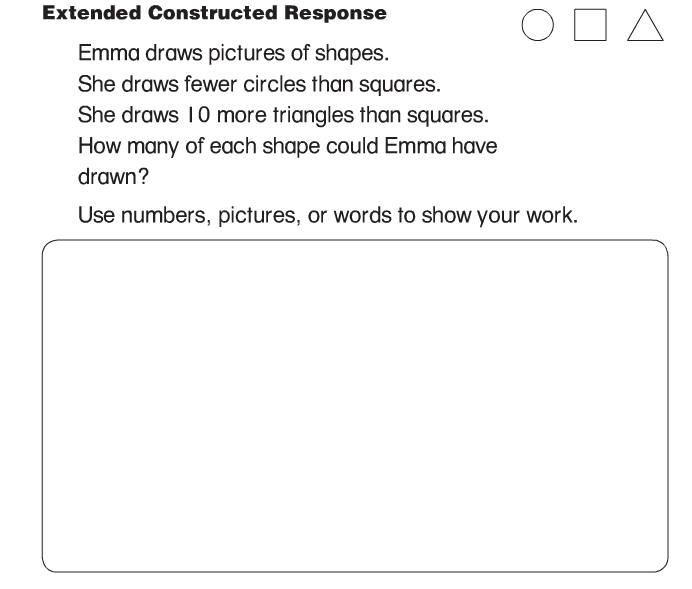 Extended Constructed Response
Emma draws pictures of shapes.
She draws fewer circles than squares.
She draws 10 more triangles than squares.
How many of each shape could Emma have
drawn?
Use numbers, pictures, or words to show your work.